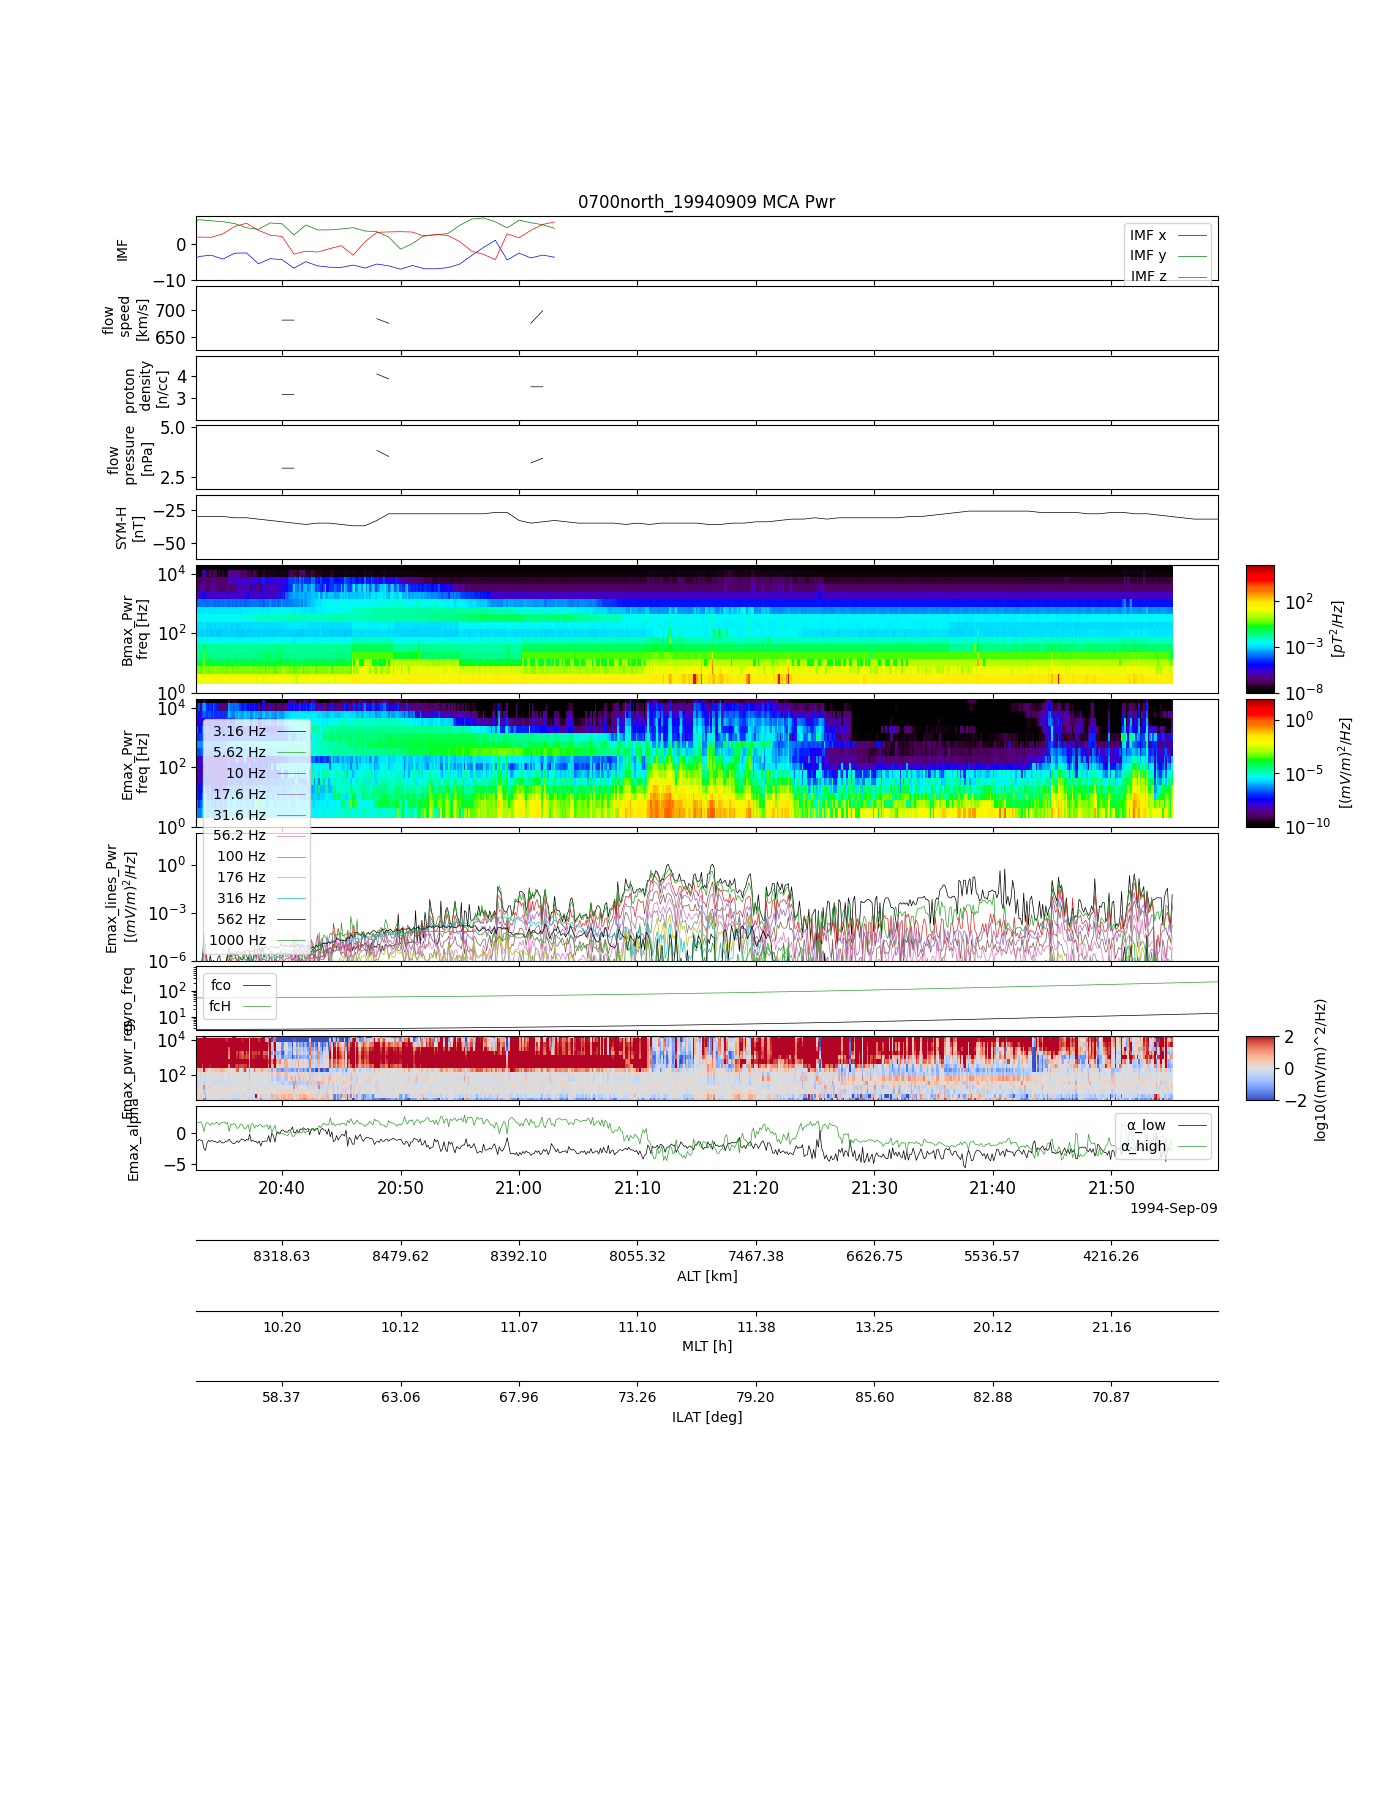 0700north_19940909 MCA Pwr
IMF
0
−10
IMF x
IMF y
IMF z
flow
speed
[km/s]
700
650
proton
density
[n/cc]
4
3
flow
pressure
[nPa]
5.0
2.5
SYM-H
[nT]
−25
−50
Bmax_Pwr
freq [Hz]
10^4
10^2
10^0
10^2
10^−3
10^−8
[pT^2/Hz]
Emax_Pwr
freq [Hz]
10^4
10^2
10^0
10^0
10^−5
10^−10
[(mV/m)^2/Hz]
3.16 Hz
5.62 Hz
10 Hz
17.6 Hz
31.6 Hz
56.2 Hz
100 Hz
176 Hz
316 Hz
562 Hz
1000 Hz
Emax_lines_Pwr
[(mV/m)^2/Hz]
10^0
10^−3
10^−6
gyro_freq
10^2
10^1
fco
fcH
Emax_pwr_reg
10^4
10^2
2
0
−2
log10((mV/m)^2/Hz)
Emax_alpha
0
−5
α_low
α_high
20:40 20:50 21:00 21:10 21:20 21:30 21:40 21:50
1994-Sep-09
8318.63 8479.62 8392.10 8055.32 7467.38 6626.75 5536.57 4216.26
ALT [km]
10.20 10.12 11.07 11.10 11.38 13.25 20.12 21.16
MLT [h]
58.37 63.06 67.96 73.26 79.20 85.60 82.88 70.87
ILAT [deg]